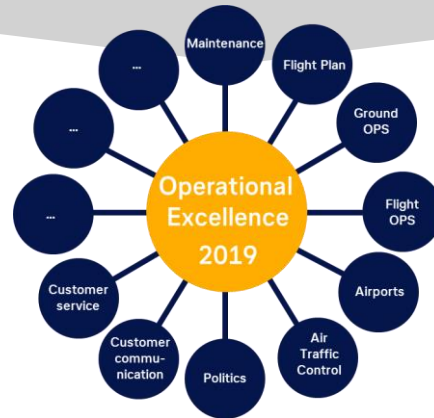 Maintenance
Flight Plan
Ground
OPS
Flight
OPS
Airports
Air
Traffic
Control
Politics
Customer
commu-
nication
Customer
service
...
...
...
Operational
Excellence
2019